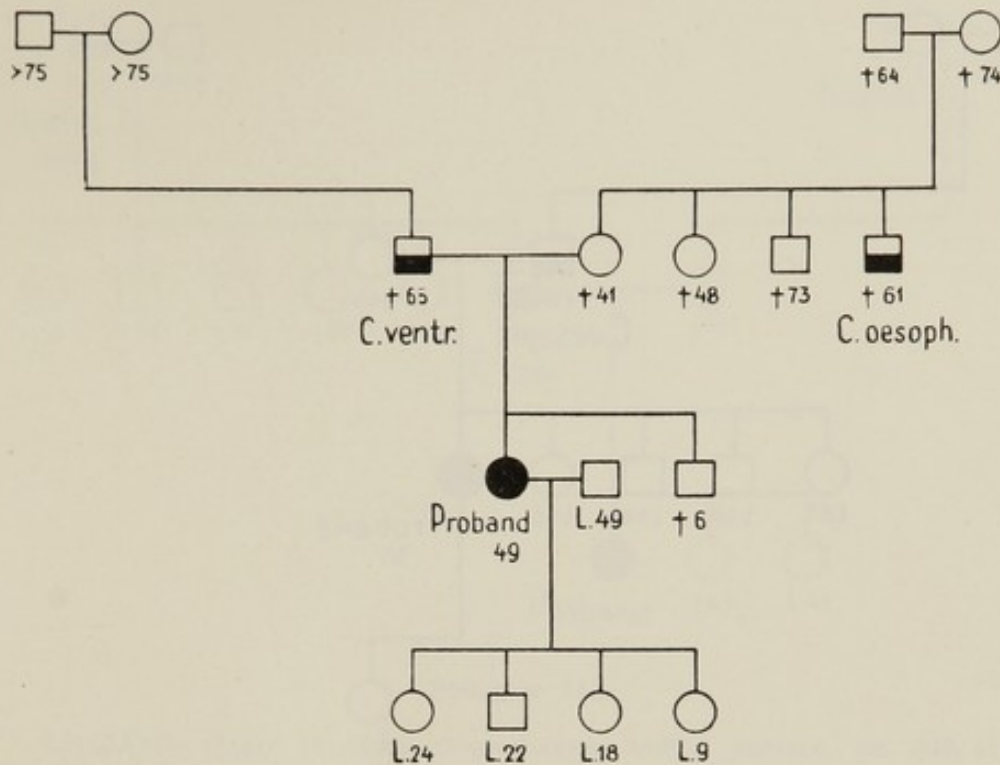 >75 >75 †64 †74
†65 †41 †48 †73 †61
C.ventr. C.oesoph.
Proband L.49 †6
49
L.24 L.22 L.18 L.9